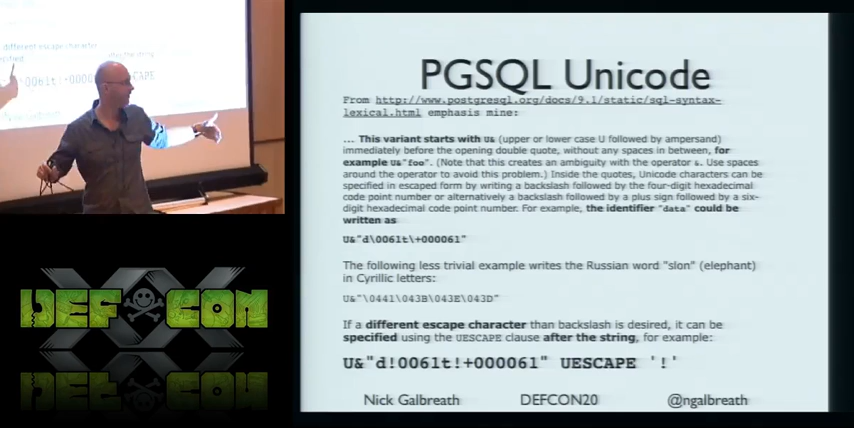 different escape character
after the string
UESCAPE
PGSQL Unicode
From http://www.postgresql.org/docs/9.1/static/sql-syntax-
lexical.html emphasis mine:
... This variant starts with U& (upper or lower case U followed by ampersand)
immediately before the opening double quote, without any spaces in between, for
example U&"foo". (Note that this creates an ambiguity with the operator &. Use spaces
around the operator to avoid this problem.) Inside the quotes, Unicode characters can be
specified in escaped form by writing a backslash followed by the four-digit hexadecimal
code point number or alternatively a backslash followed by a plus sign followed by a six-
digit hexadecimal code point number. For example, the identifier "data" could be
written as
U&"d\0061t\+000061"
The following less trivial example writes the Russian word "slon" (elephant)
in Cyrillic letters:
U&"\0441\043B\043E\043D"
If a different escape character than backslash is desired, it can be
specified using the UESCAPE clause after the string, for example:
U&"d!0061t!+000061" UESCAPE '!'
Nick Galbreath DEFCON20 @ngalbreath
DEF CON
XX